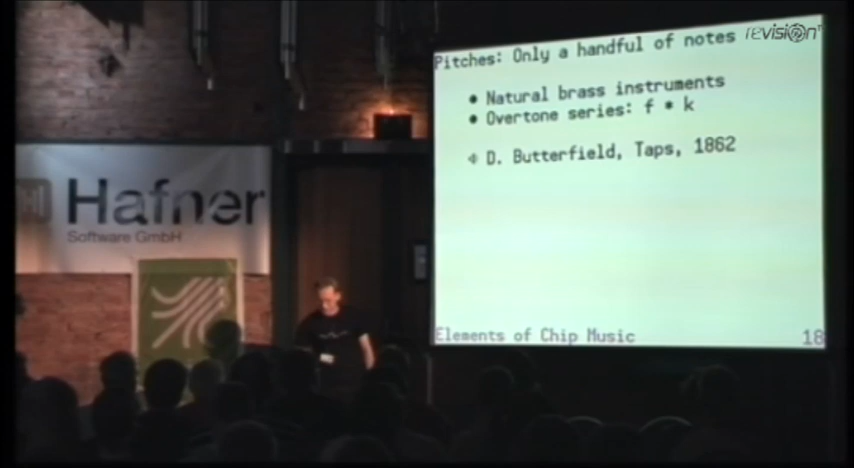 revision
Pitches: Only a handful of notes
• Natural brass instruments
• Overtone series: f * k
D. Butterfield, Taps, 1862
Elements of Chip Music
18
Hafner
Software GmbH